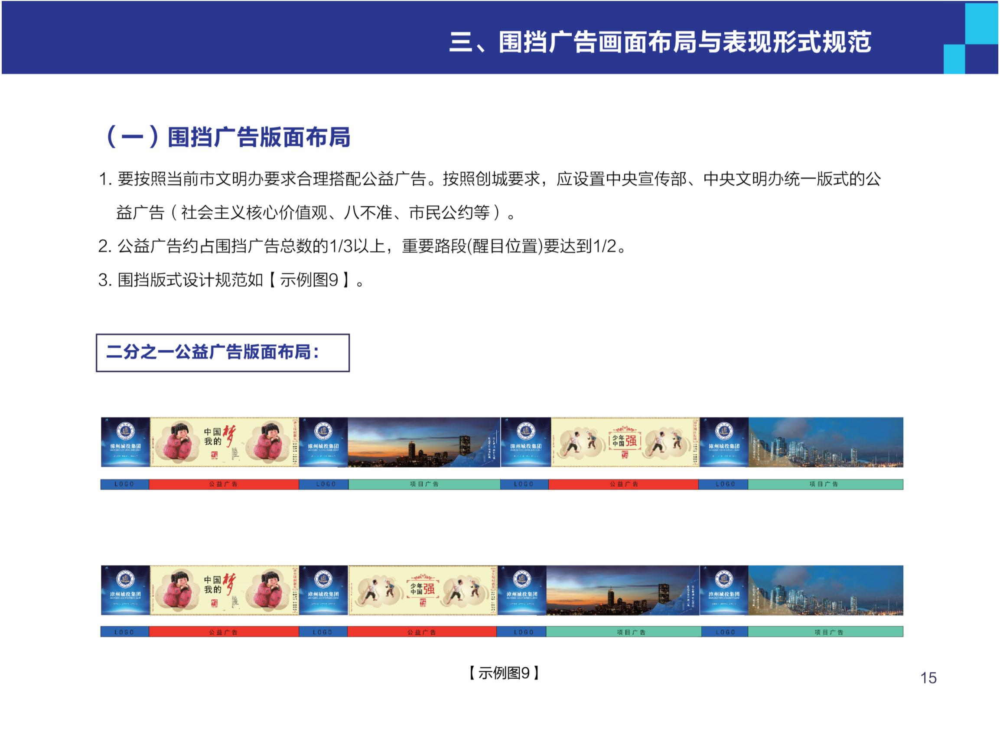 三、围挡广告画面布局与表现形式规范
（一）围挡广告版面布局
1. 要按照当前市文明办要求合理搭配公益广告。按照创城要求，应设置中央宣传部、中央文明办统一版式的公
益广告（社会主义核心价值观、八不准、市民公约等）。
2. 公益广告约占围挡广告总数的1/3以上，重要路段(醒目位置)要达到1/2。
3. 围挡版式设计规范如【示例图9】。
二分之一公益广告版面布局：
漳州城投集团
中国梦
我的
漳州城投集团
漳州城投集团
少年
中国强
漳州城投集团
LOGO 公益广告 LOGO 项目广告 LOGO 公益广告 LOGO 项目广告
漳州城投集团
中国梦
我的
漳州城投集团
少年
中国强
漳州城投集团
漳州城投集团
LOGO 公益广告 LOGO 公益广告 LOGO 项目广告 LOGO 项目广告
【示例图9】
15